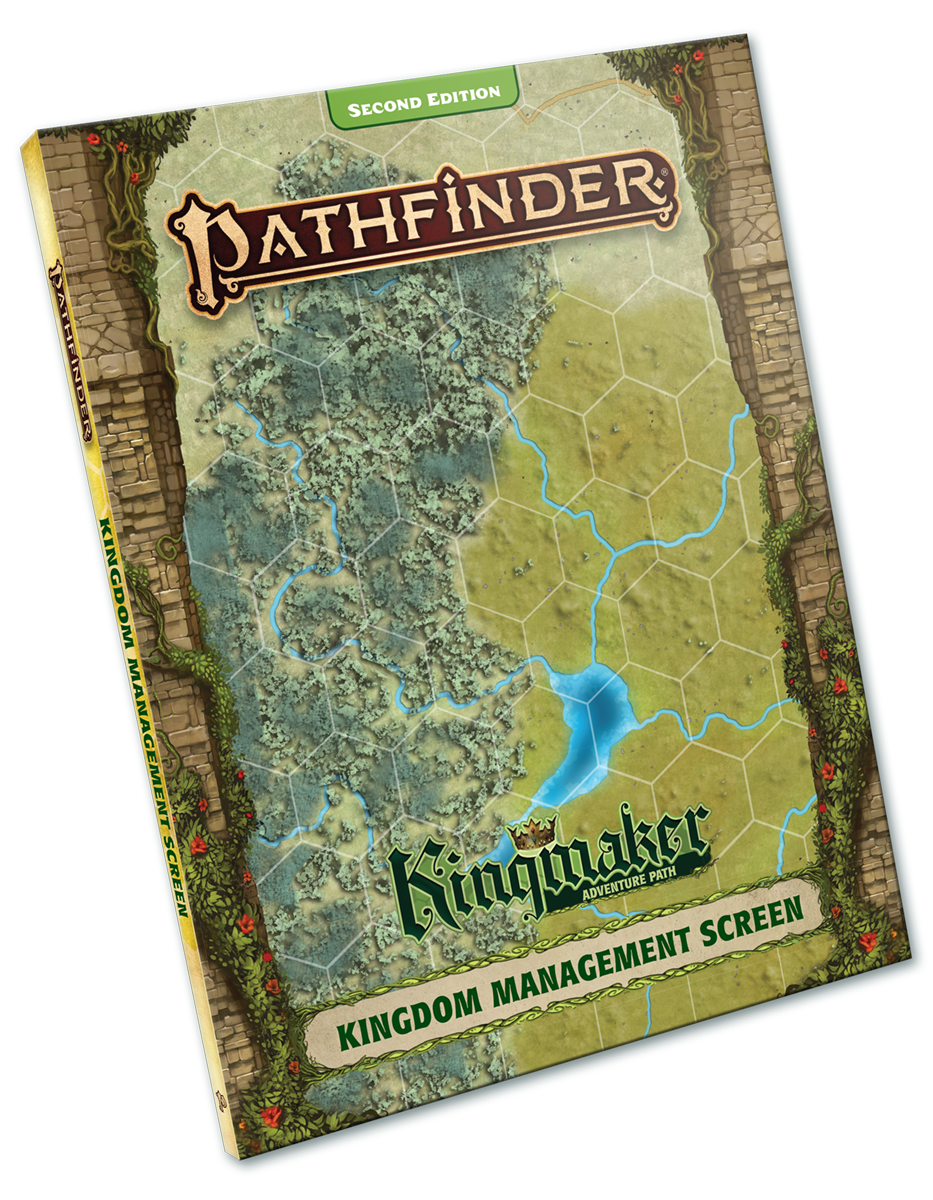 SECOND EDITION
PATHFINDER®
Kingmaker
ADVENTURE PATH
KINGDOM MANAGEMENT SCREEN
PATHFINDER
KINGDOM MANAGEMENT SCREEN